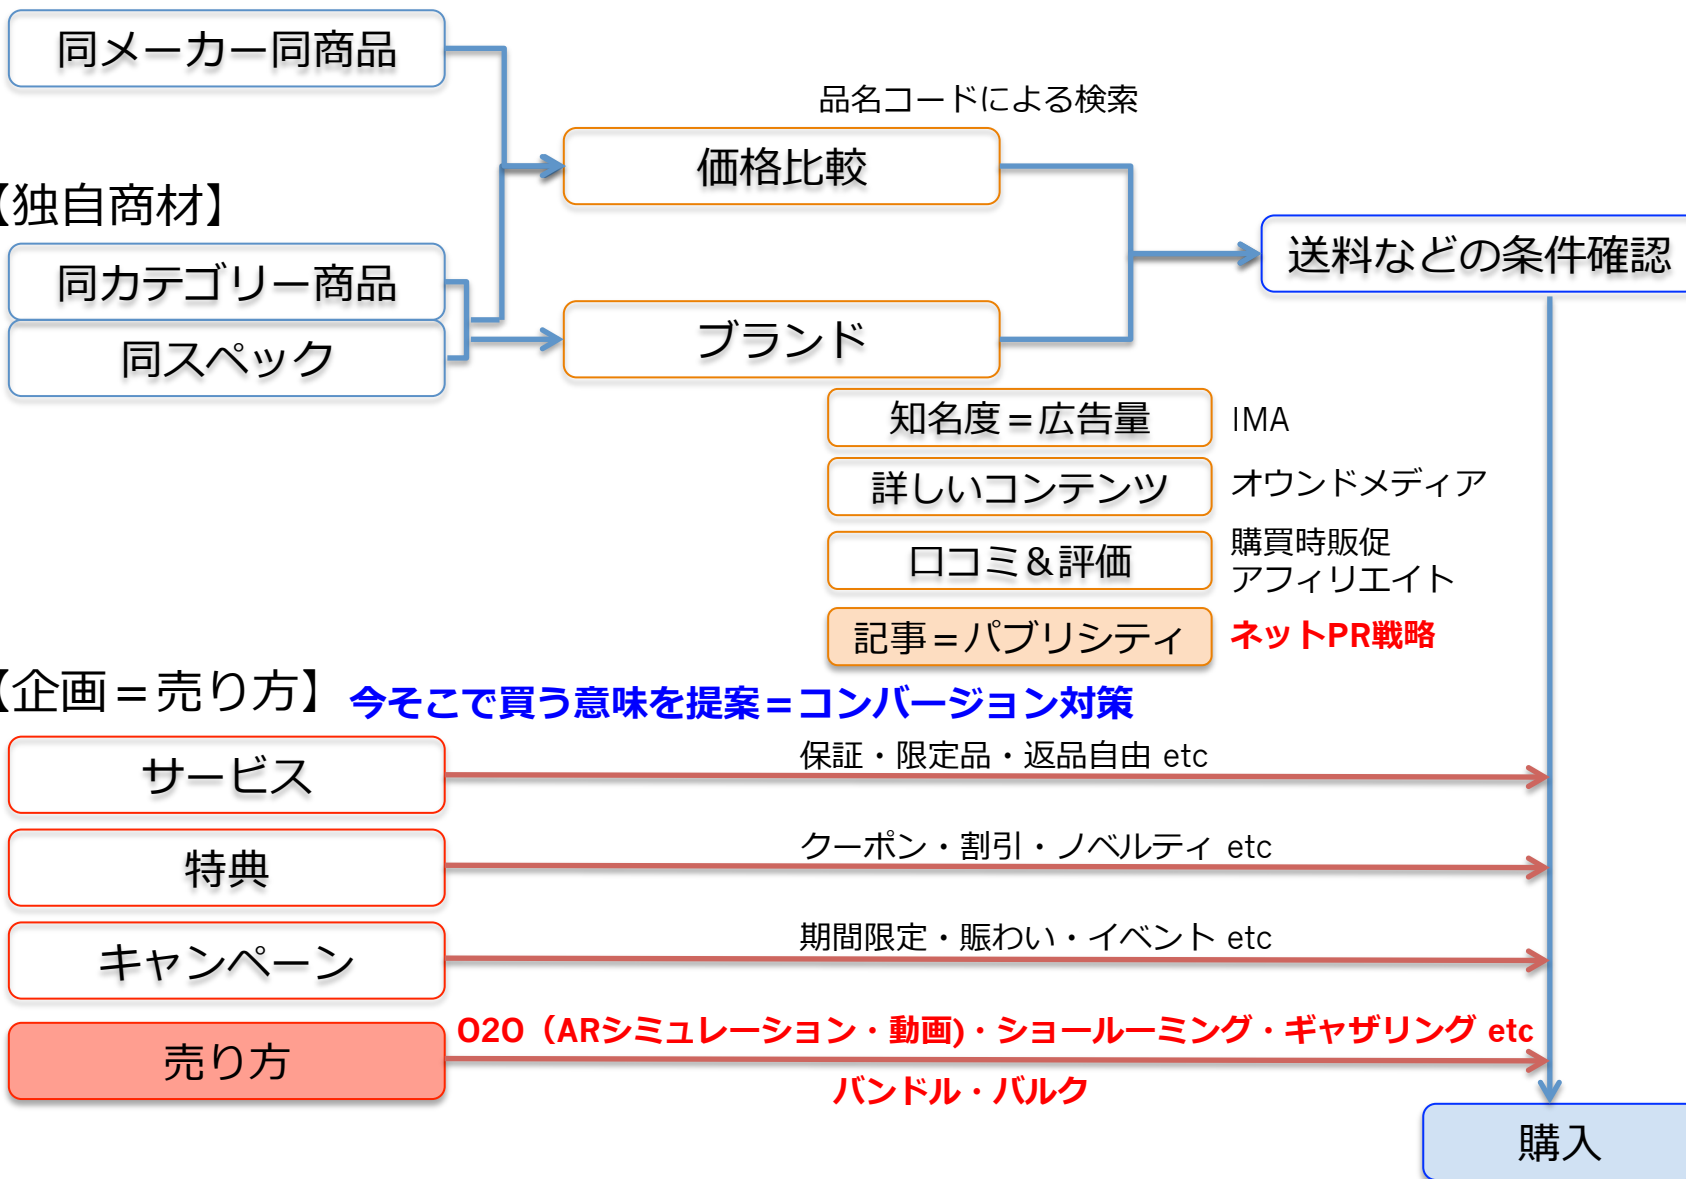 同メーカー同商品
品名コードによる検索
価格比較
【独自商材】
送料などの条件確認
同カテゴリー商品
同スペック
ブランド
知名度＝広告量
IMA
詳しいコンテンツ
オウンドメディア
口コミ＆評価
購買時販促
アフィリエイト
記事＝パブリシティ
ネットPR戦略
【企画＝売り方】
今そこで買う意味を提案＝コンバージョン対策
サービス
保証・限定品・返品自由 etc
特典
クーポン・割引・ノベルティ etc
キャンペーン
期間限定・賑わい・イベント etc
売り方
O2O（ARシミュレーション・動画)・ショールーミング・ギャザリング etc
バンドル・バルク
購入